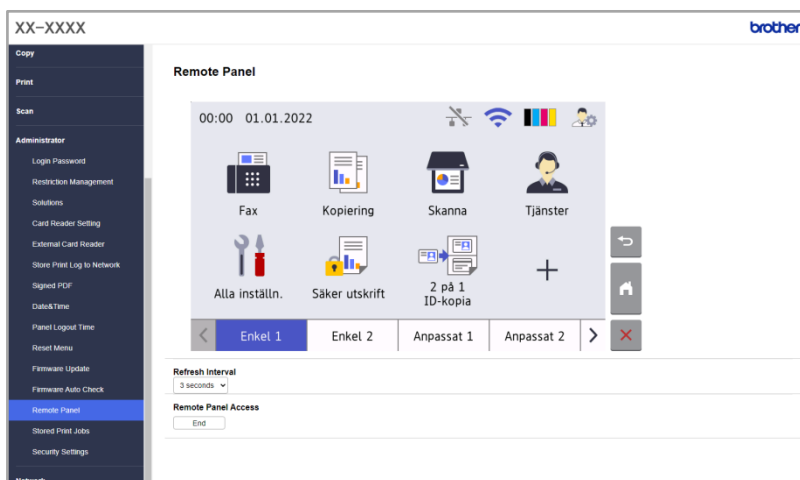 XX-XXXX
brother
Copy
Print
Scan
Administrator
Login Password
Restriction Management
Solutions
Card Reader Setting
External Card Reader
Store Print Log to Network
Signed PDF
Date&Time
Panel Logout Time
Reset Menu
Firmware Update
Firmware Auto Check
Remote Panel
Stored Print Jobs
Security Settings
Network
Remote Panel
00:00 01.01.2022
Fax
Kopiering
Skanna
Tjänster
Alla inställn.
Säker utskrift
2 på 1
ID-kopia
Enkel 1
Enkel 2
Anpassat 1
Anpassat 2
Refresh Interval
3 seconds
Remote Panel Access
End